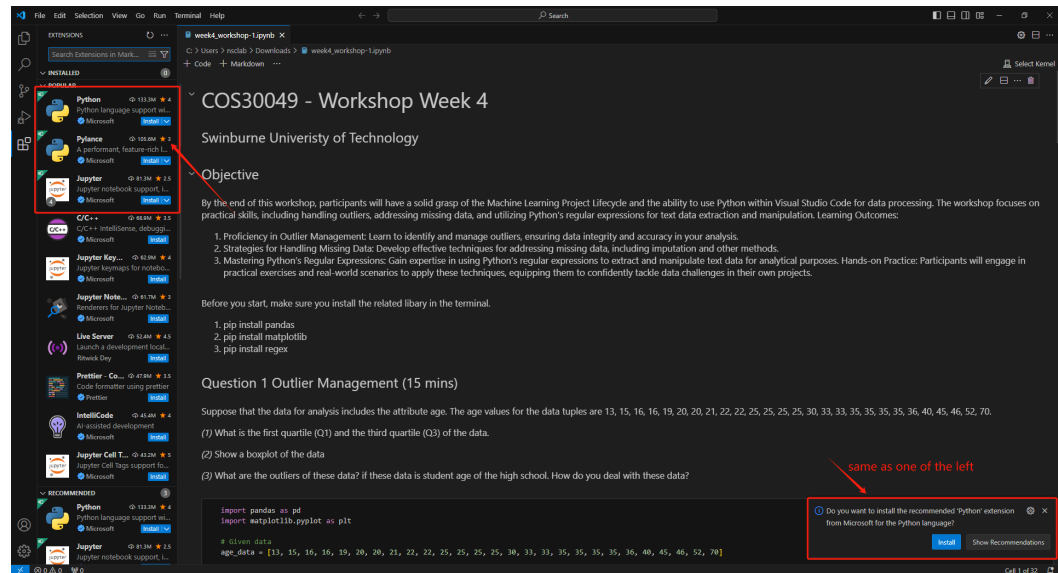 File Edit Selection View Go Run Terminal Help
Search
EXTENSIONS
Search Extensions in Mark...
INSTALLED
0
POPULAR
Python 133.3M 4
Python language support wi...
Microsoft Install
Pylance 105.6M 3
A performant, feature-rich l...
Microsoft Install
Jupyter 81.3M 2.5
Jupyter notebook support, i...
4 Microsoft Install
C/C++ 68.9M 3.5
C/C++ IntelliSense, debuggi...
Microsoft Install
Jupyter Key... 62.9M 4
Jupyter keymaps for notebo...
Microsoft Install
Jupyter Note... 61.7M 3
Renderers for Jupyter Noteb...
Microsoft Install
Live Server 52.4M 4.5
Launch a development local...
Ritwick Dey Install
Prettier - Co... 47.9M 3.5
Code formatter using prettier
Prettier Install
IntelliCode 45.4M 4
AI-assisted development
Microsoft Install
Jupyter Cell T... 43.2M 5
Jupyter Cell Tags support fo...
Microsoft Install
RECOMMENDED
3
Python 133.3M 4
Python language support wi...
Microsoft Install
Jupyter 81.3M 2.5
Jupyter notebook support, i...
week4_workshop-1.ipynb
C: > Users > nsclab > Downloads > week4_workshop-1.ipynb
+ Code + Markdown ...
Select Kernel
COS30049 - Workshop Week 4
Swinburne Univeristy of Technology
Objective
By the end of this workshop, participants will have a solid grasp of the Machine Learning Project Lifecycle and the ability to use Python within Visual Studio Code for data processing. The workshop focuses on
practical skills, including handling outliers, addressing missing data, and utilizing Python's regular expressions for text data extraction and manipulation. Learning Outcomes:
1. Proficiency in Outlier Management: Learn to identify and manage outliers, ensuring data integrity and accuracy in your analysis.
2. Strategies for Handling Missing Data: Develop effective techniques for addressing missing data, including imputation and other methods.
3. Mastering Python's Regular Expressions: Gain expertise in using Python's regular expressions to extract and manipulate text data for analytical purposes. Hands-on Practice: Participants will engage in
practical exercises and real-world scenarios to apply these techniques, equipping them to confidently tackle data challenges in their own projects.
Before you start, make sure you install the related libary in the terminal.
1. pip install pandas
2. pip install matplotlib
3. pip install regex
Question 1 Outlier Management (15 mins)
Suppose that the data for analysis includes the attribute age. The age values for the data tuples are 13, 15, 16, 16, 19, 20, 20, 21, 22, 22, 25, 25, 25, 25, 30, 33, 33, 35, 35, 35, 35, 36, 40, 45, 46, 52, 70.
(1) What is the first quartile (Q1) and the third quartile (Q3) of the data.
(2) Show a boxplot of the data
(3) What are the outliers of these data? if these data is student age of the high school. How do you deal with these data?
same as one of the left
import pandas as pd
import matplotlib.pyplot as plt
# Given data
age_data = [13, 15, 16, 16, 19, 20, 20, 21, 22, 22, 25, 25, 25, 25, 30, 33, 33, 35, 35, 35, 35, 36, 40, 45, 46, 52, 70]
Do you want to install the recommended 'Python' extension
from Microsoft for the Python language?
Install Show Recommendations
0 0 0
Cell 1 of 32